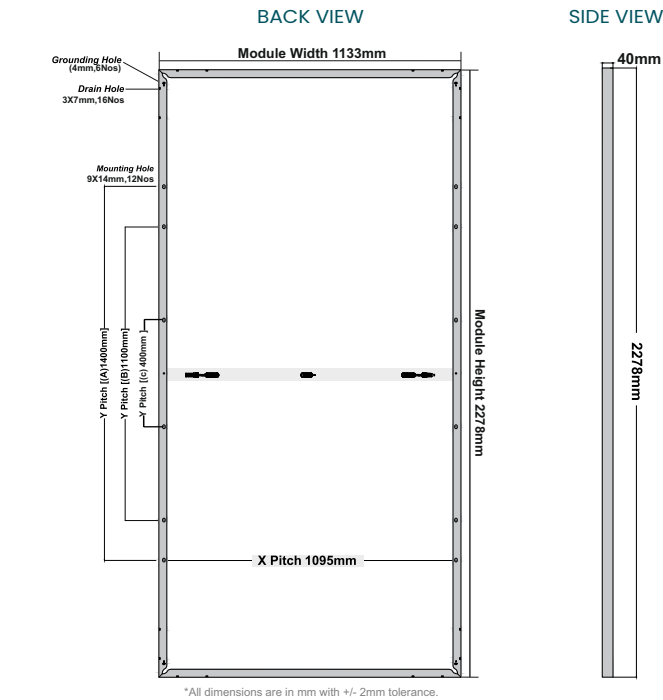 BACK VIEW
SIDE VIEW
Module Width 1133mm
40mm
Grounding Hole
(4mm,6Nos)
Drain Hole
3X7mm,16Nos
Mounting Hole
9X14mm,12Nos
Y Pitch [(A)1400mm]
Y Pitch [(B)1100mm]
Y Pitch [(c) 400mm ]
Module Height 2278mm
2278mm
X Pitch 1095mm
*All dimensions are in mm with +/- 2mm tolerance.